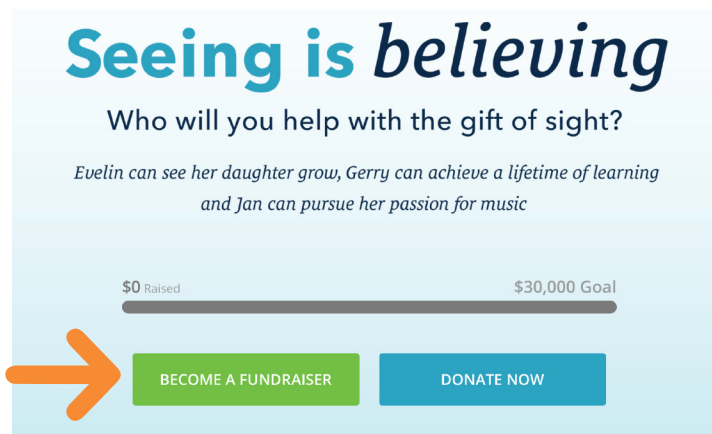 Seeing is believing
Who will you help with the gift of sight?
Evelin can see her daughter grow, Gerry can achieve a lifetime of learning
and Jan can pursue her passion for music
$0 Raised
$30,000 Goal
BECOME A FUNDRAISER
DONATE NOW